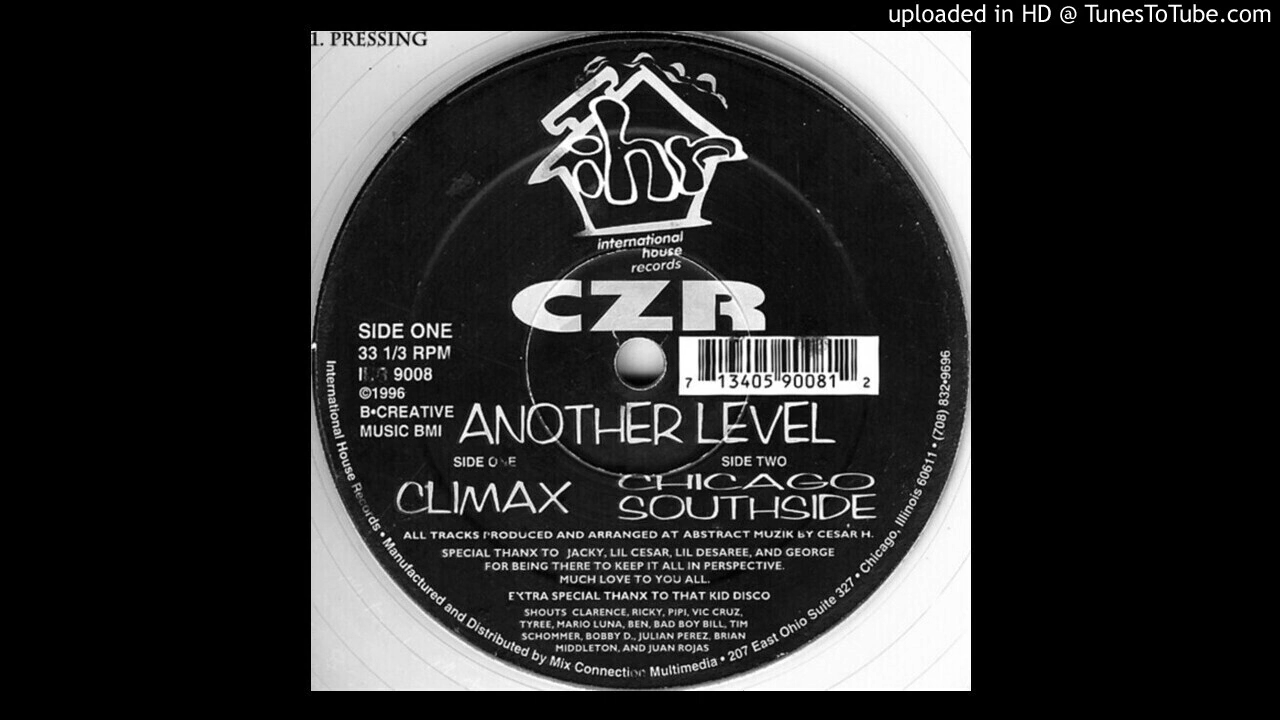 uploaded in HD @ TunesToTube.com
1. PRESSING
ihr
international
house
records
CZR
SIDE ONE
33 1/3 RPM
9008
©1996
B•CREATIVE
MUSIC BMI
7 13405 90081 2
ANOTHER LEVEL
SIDE ONE
CLIMAX
SIDE TWO
CHICAGO
SOUTHSIDE
ALL TRACKS PRODUCED AND ARRANGED AT ABSTRACT MUZIK BY CESAR H.
SPECIAL THANX TO JACKY, LIL CESAR, LIL DESAREE, AND GEORGE
FOR BEING THERE TO KEEP IT ALL IN PERSPECTIVE.
MUCH LOVE TO YOU ALL.
EXTRA SPECIAL THANX TO THAT KID DISCO
SHOUTS CLARENCE, RICKY, PIPI, VIC CRUZ,
TYREE, MARIO LUNA, BEN, BAD BOY BILL, TIM
SCHOMMER, BOBBY D., JULIAN PEREZ, BRIAN
MIDDLETON, AND JUAN ROJAS
International House Records • Manufactured and Distributed by Mix Connection Multimedia • 207 East Ohio Suite 327 • Chicago, Illinois 60611 • (708) 832•9696